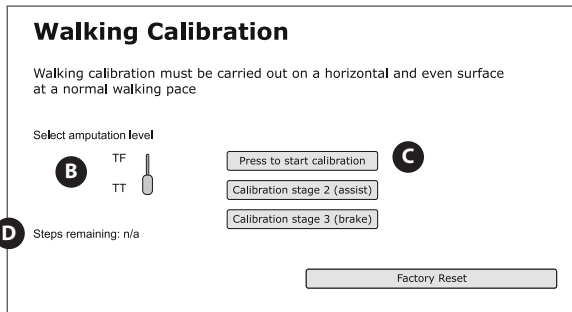 Walking Calibration
Walking calibration must be carried out on a horizontal and even surface
at a normal walking pace
Select amputation level
B
TF
TT
Press to start calibration
C
Calibration stage 2 (assist)
Calibration stage 3 (brake)
D
Steps remaining: n/a
Factory Reset